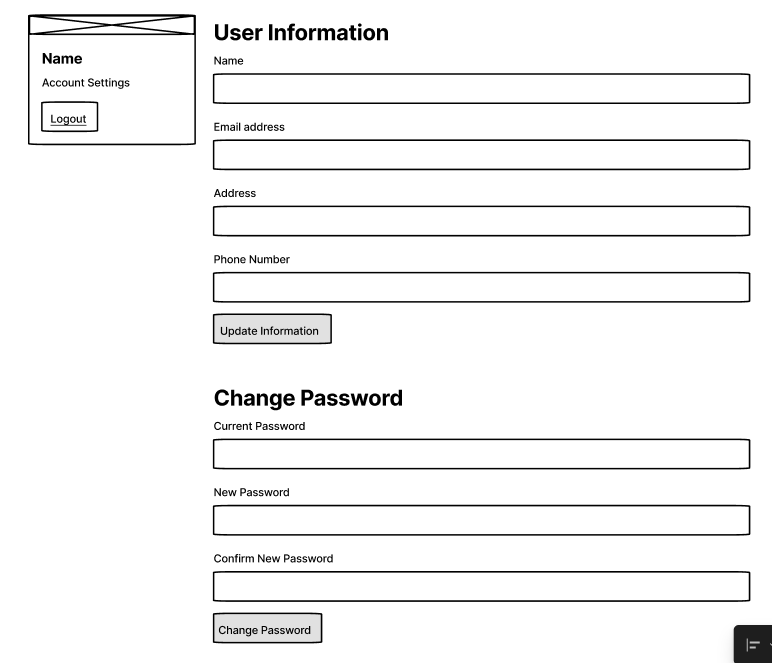 Name
Account Settings
Logout
User Information
Name
Email address
Address
Phone Number
Update Information
Change Password
Current Password
New Password
Confirm New Password
Change Password